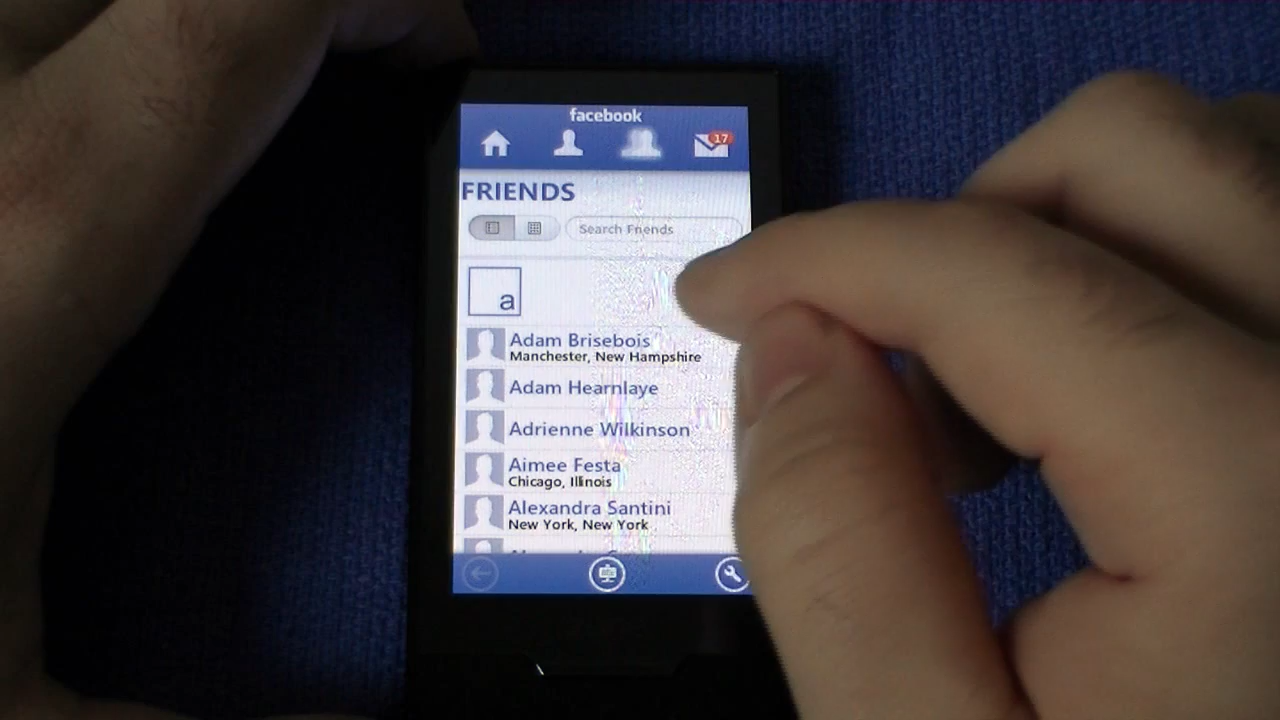 facebook
17
FRIENDS
Search Friends
a
Adam Brisebois
Manchester, New Hampshire
Adam Hearnlaye
Adrienne Wilkinson
Aimee Festa
Chicago, Illinois
Alexandra Santini
New York, New York